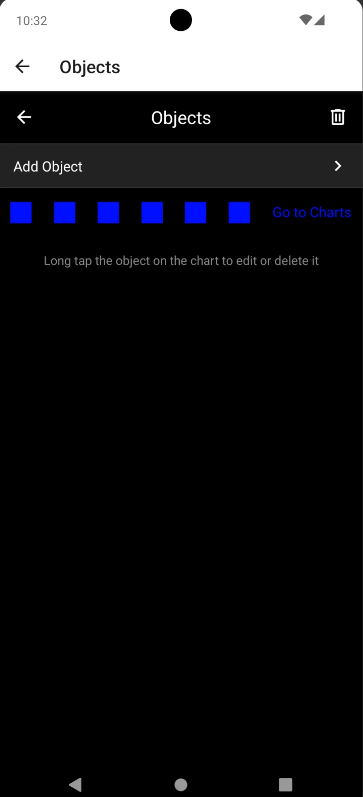 10:32
Objects
Objects
Add Object
Go to Charts
Long tap the object on the chart to edit or delete it